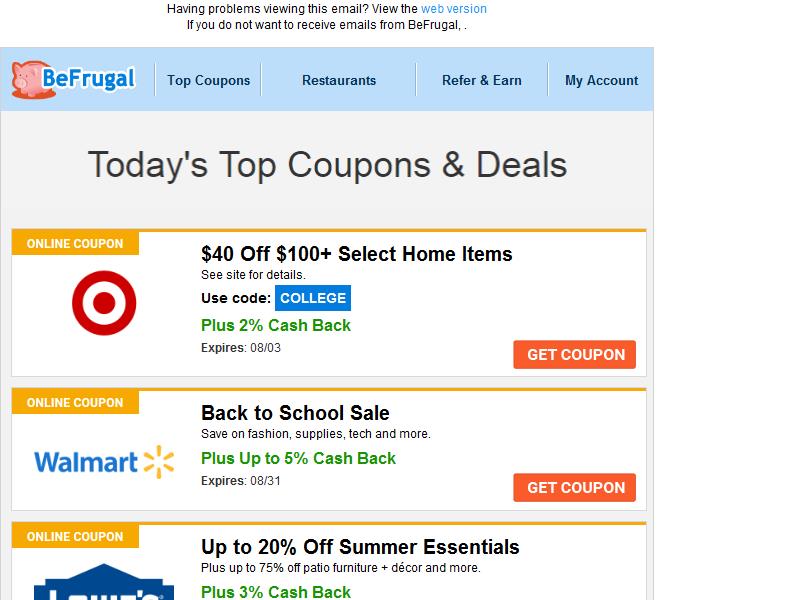 Having problems viewing this email? View the web version
If you do not want to receive emails from BeFrugal, .
BeFrugal
Top Coupons
Restaurants
Refer & Earn
My Account
Today's Top Coupons & Deals
ONLINE COUPON
$40 Off $100+ Select Home Items
See site for details.
Use code: COLLEGE
Plus 2% Cash Back
Expires: 08/03
GET COUPON
ONLINE COUPON
Walmart
Back to School Sale
Save on fashion, supplies, tech and more.
Plus Up to 5% Cash Back
Expires: 08/31
GET COUPON
ONLINE COUPON
LOWE'S
Up to 20% Off Summer Essentials
Plus up to 75% off patio furniture + décor and more.
Plus 3% Cash Back